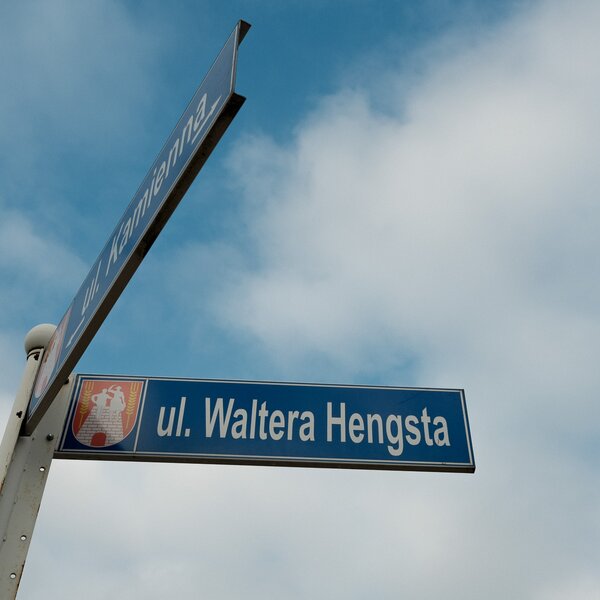 ul. Kamienna
ul. Waltera Hengsta